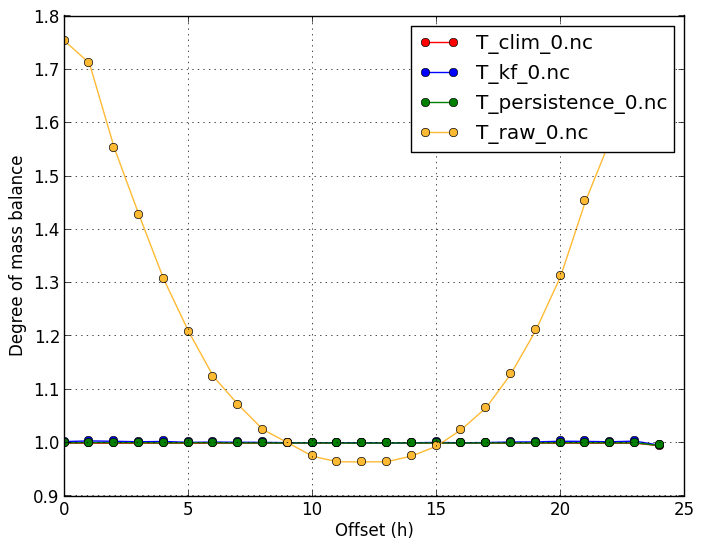 1.8
1.7
1.6
1.5
1.4
1.3
1.2
1.1
1.0
0.9
Degree of mass balance
T_clim_0.nc
T_kf_0.nc
T_persistence_0.nc
T_raw_0.nc
0 5 10 15 20 25
Offset (h)